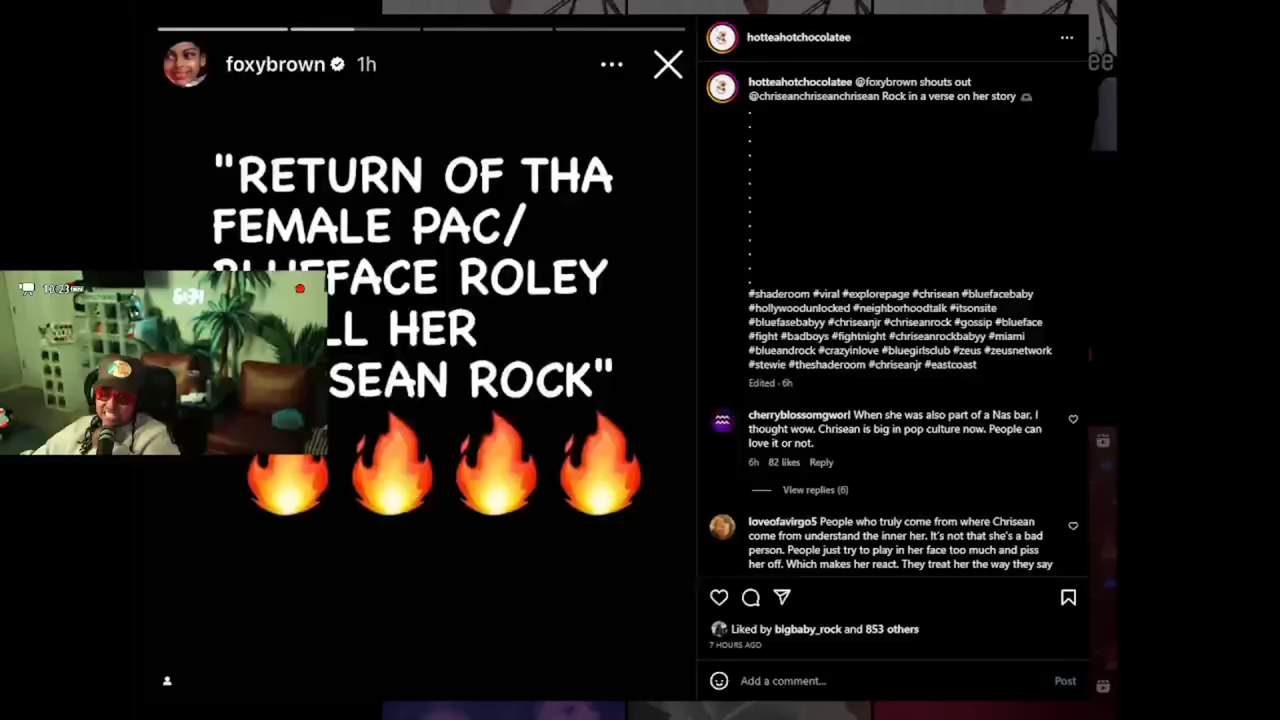 foxybrown 1h
"RETURN OF THA
FEMALE PAC/
BLUEFACE ROLEY
HER
SEAN ROCK"
10:23
hotteahotchocolatee
hotteahotchocolatee @foxybrown shouts out
@chriseanchriseanchrisean Rock in a verse on her story
.
.
.
.
.
.
.
.
.
.
.
.
.
#shaderoom #viral #explorepage #chrisean #bluefacebaby
#hollywoodunlocked #neighborhoodtalk #itsonsite
#bluefasebabyy #chriseanjr #chriseanrock #gossip #blueface
#fight #badboys #fightnight #chriseanrockbabyy #miami
#blueandrock #crazyinlove #bluegirlsclub #zeus #zeusnetwork
#stewie #theshaderoom #chriseanjr #eastcoast
Edited · 6h
cherryblossomgworl When she was also part of a Nas bar, I
thought wow. Chrisean is big in pop culture now. People can
love it or not.
6h 82 likes Reply
View replies (6)
loveofavirgo5 People who truly come from where Chrisean
come from understand the inner her. It's not that she's a bad
person. People just try to play in her face too much and piss
her off. Which makes her react. They treat her the way they say
Liked by bigbaby_rock and 853 others
7 HOURS AGO
Add a comment... Post
ee